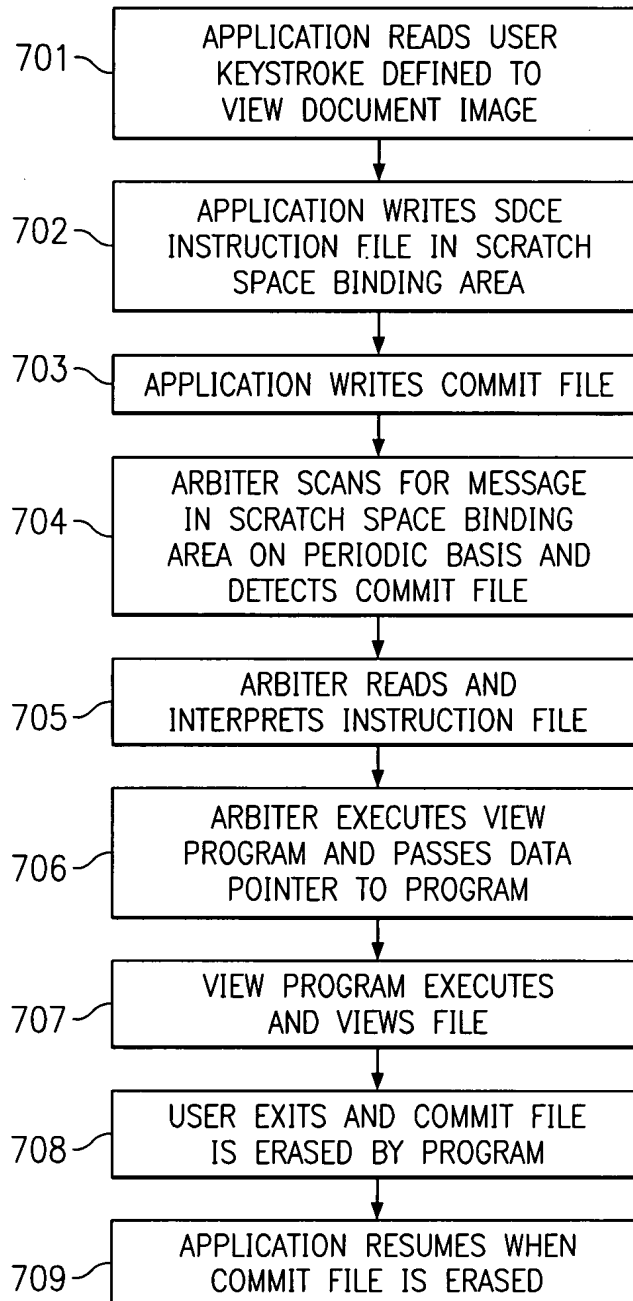 701
APPLICATION READS USER
KEYSTROKE DEFINED TO
VIEW DOCUMENT IMAGE
702
APPLICATION WRITES SDCE
INSTRUCTION FILE IN SCRATCH
SPACE BINDING AREA
703
APPLICATION WRITES COMMIT FILE
704
ARBITER SCANS FOR MESSAGE
IN SCRATCH SPACE BINDING
AREA ON PERIODIC BASIS AND
DETECTS COMMIT FILE
705
ARBITER READS AND
INTERPRETS INSTRUCTION FILE
706
ARBITER EXECUTES VIEW
PROGRAM AND PASSES DATA
POINTER TO PROGRAM
707
VIEW PROGRAM EXECUTES
AND VIEWS FILE
708
USER EXITS AND COMMIT FILE
IS ERASED BY PROGRAM
709
APPLICATION RESUMES WHEN
COMMIT FILE IS ERASED